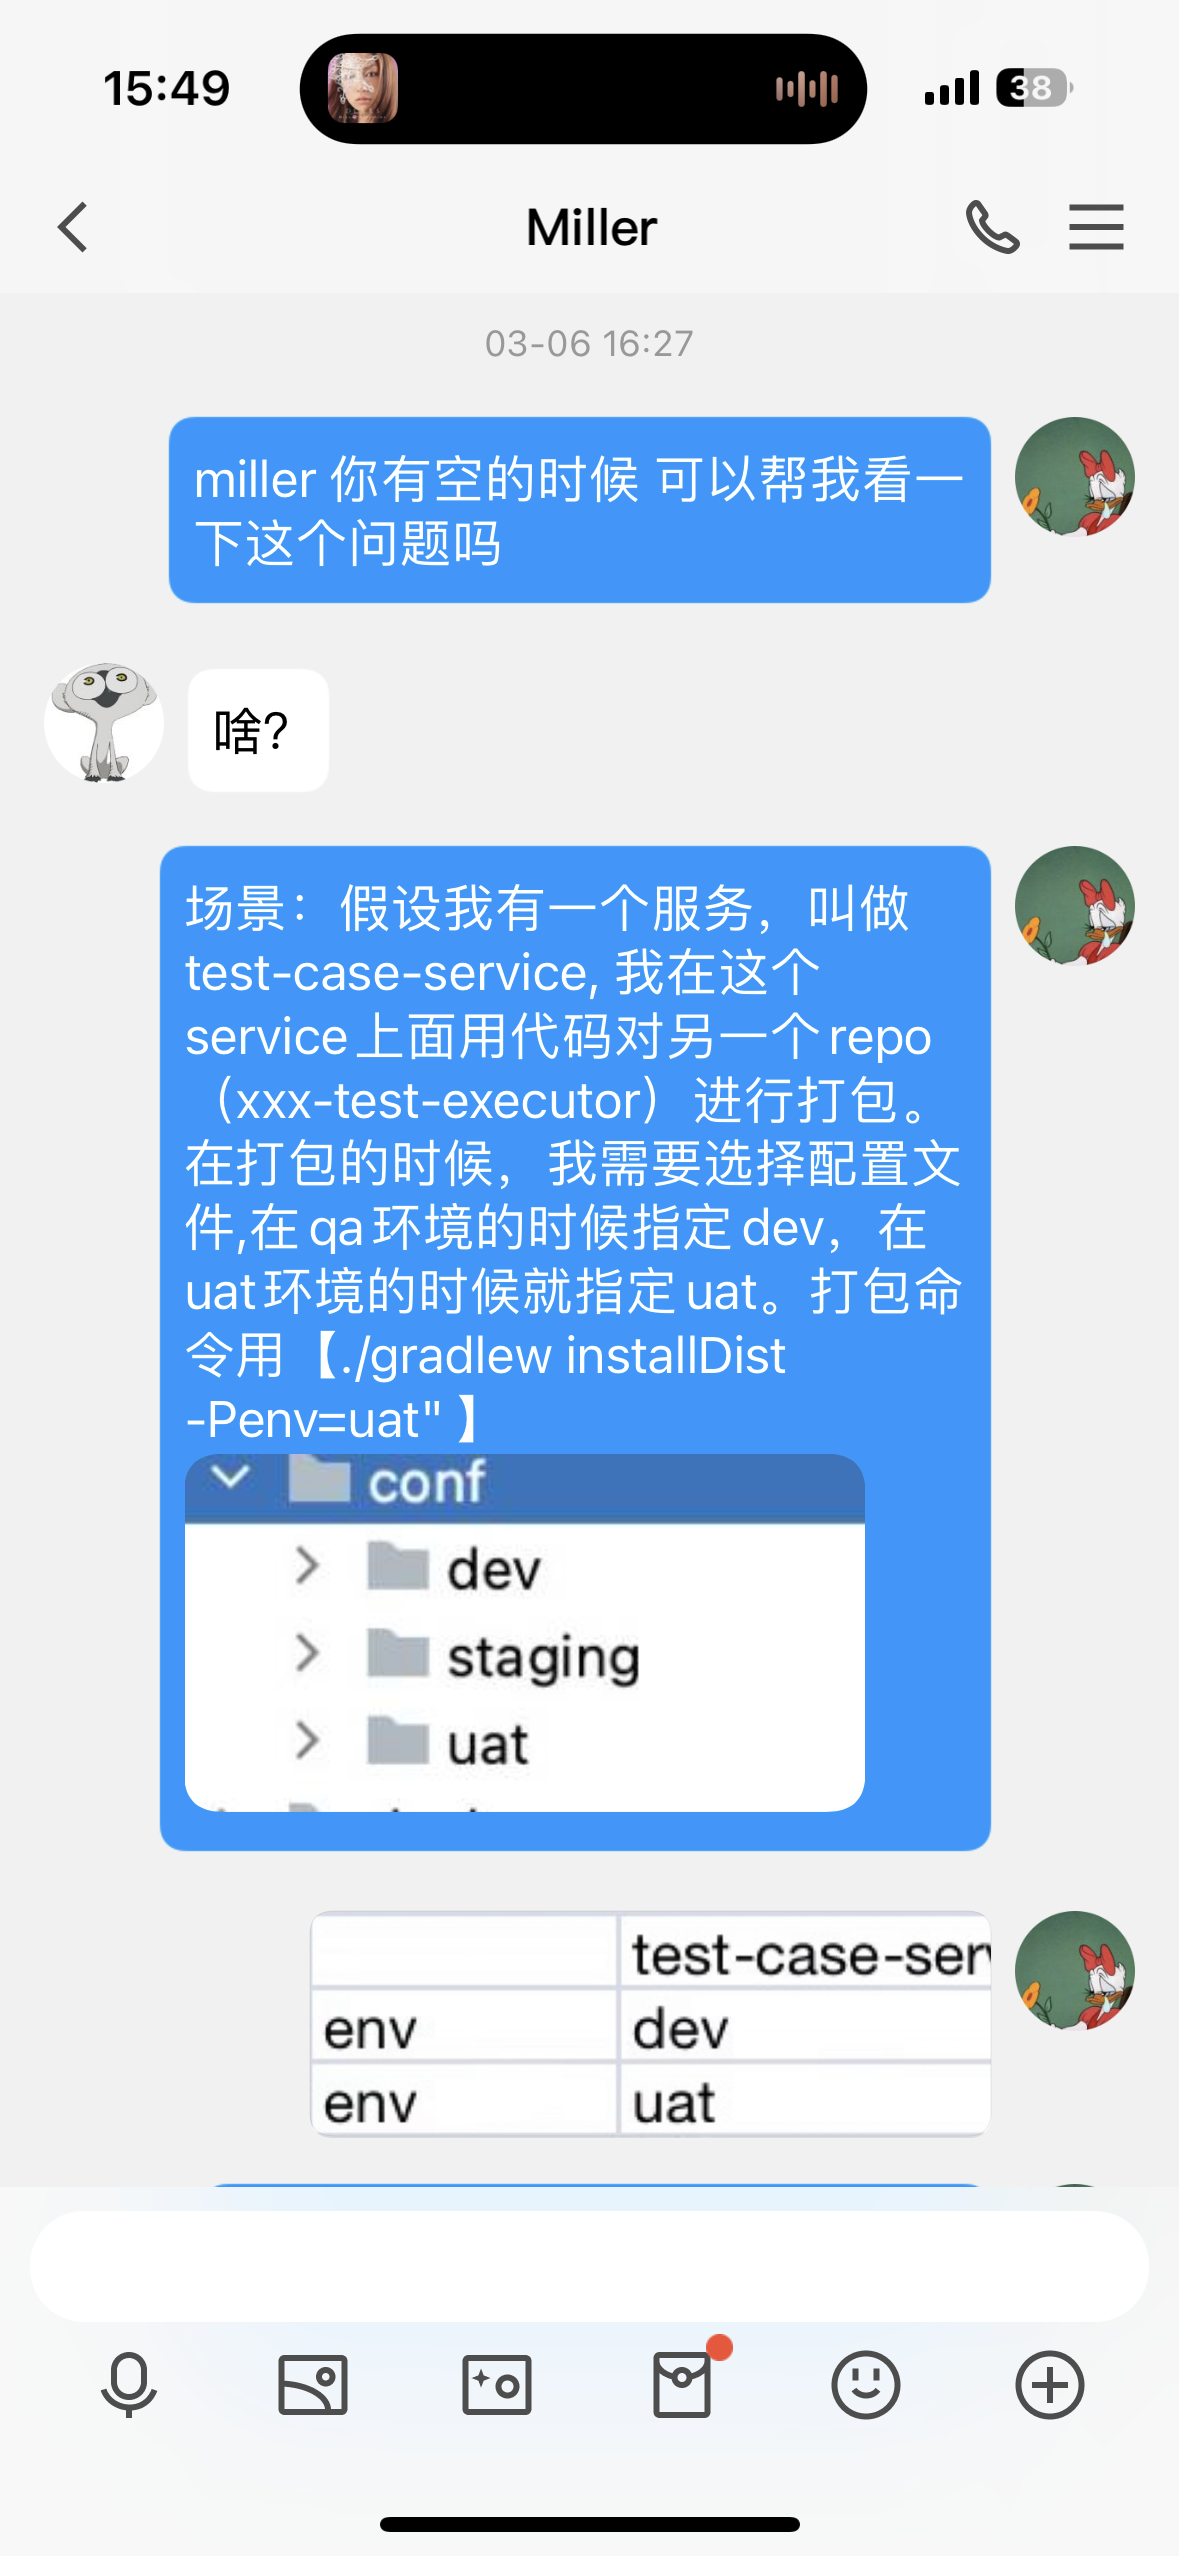 15:49
38
Miller
03-06 16:27
miller 你有空的时候 可以帮我看一
下这个问题吗
啥?
场景：假设我有一个服务，叫做
test-case-service, 我在这个
service上面用代码对另一个repo
（xxx-test-executor）进行打包。
在打包的时候，我需要选择配置文
件,在qa环境的时候指定dev，在
uat环境的时候就指定uat。打包命
令用【./gradlew installDist
-Penv=uat" 】
conf
dev
staging
uat
test-case-serv
env dev
env uat